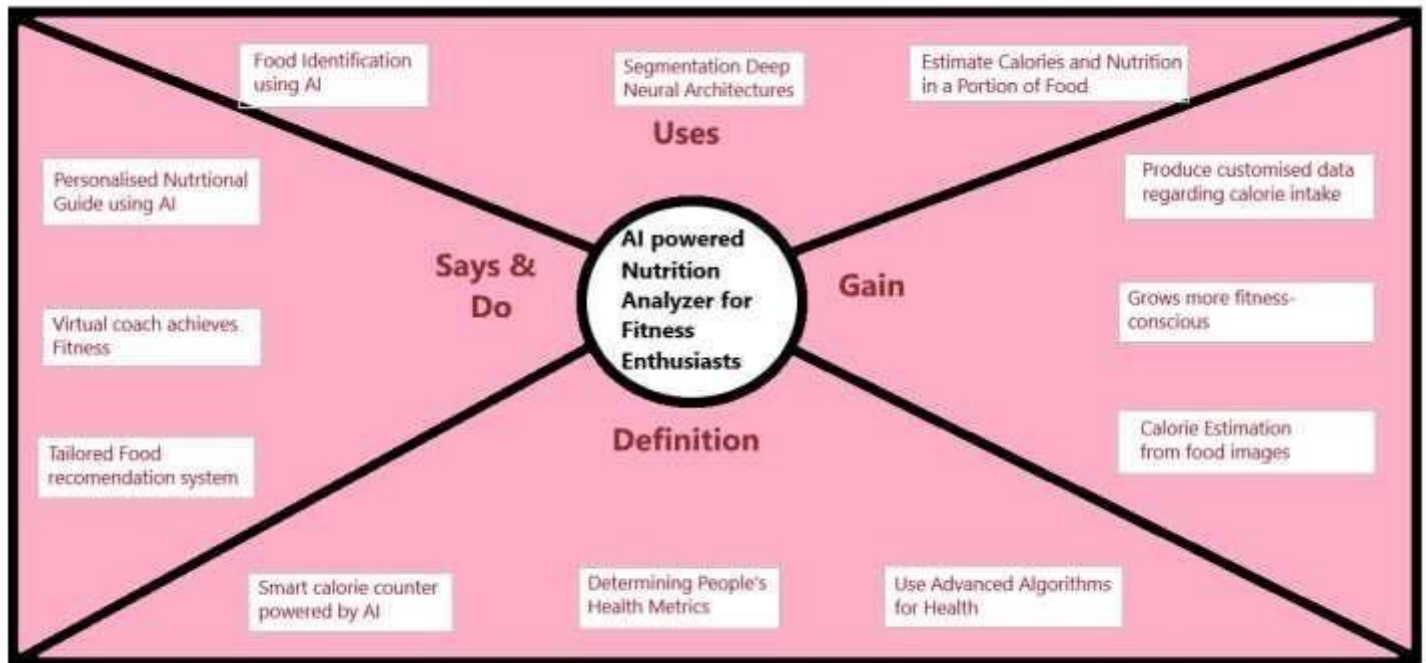 Food Identification
using AI
Segmentation Deep
Neural Architectures
Estimate Calories and Nutrition
in a Portion of Food
Uses
Personalised Nutrtional
Guide using AI
Virtual coach achieves
Fitness
Tailored Food
recomendation system
Says &
Do
AI powered
Nutrition
Analyzer for
Fitness
Enthusiasts
Gain
Produce customised data
regarding calorie intake
Grows more fitness-
conscious
Calorie Estimation
from food images
Definition
Smart calorie counter
powered by AI
Determining People's
Health Metrics
Use Advanced Algorithms
for Health